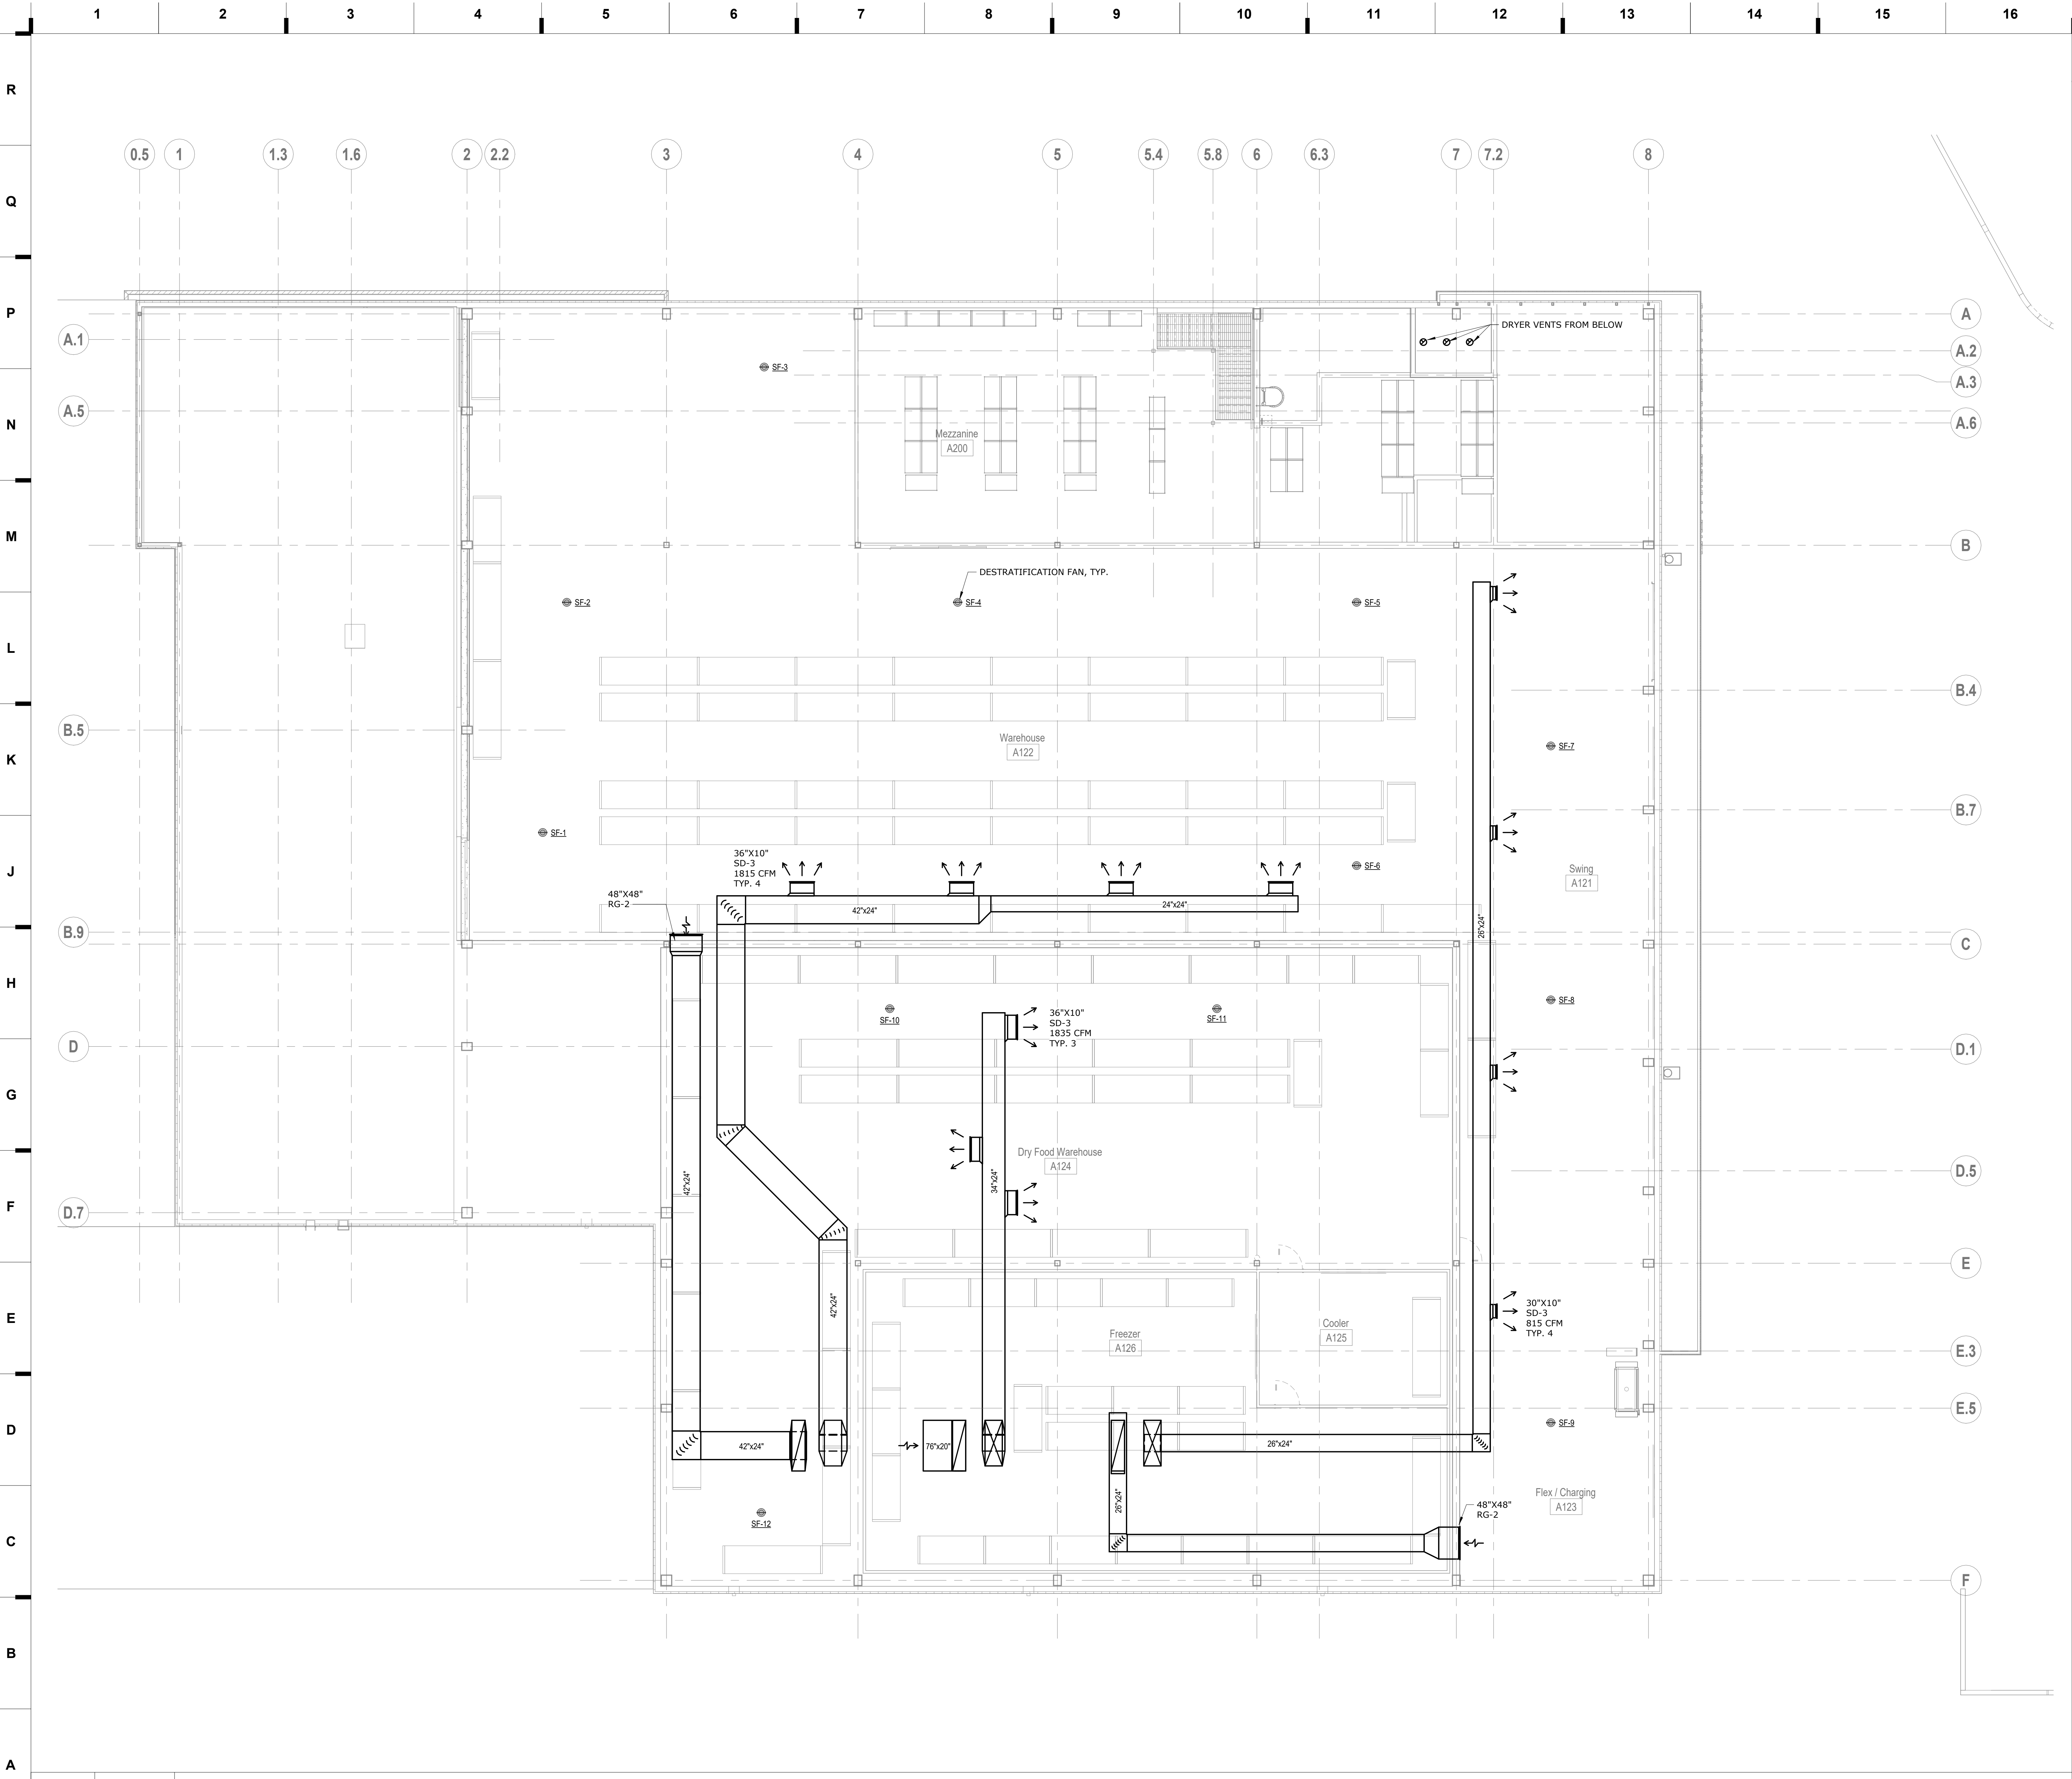 1 2 3 4 5 6 7 8 9 10 11 12 13 14 15 16
R
0.5 1 1.3 1.6 2 2.2 3 4 5 5.4 5.8 6 6.3 7 7.2 8
Q
P
A
DRYER VENTS FROM BELOW
A.1
A.2
SF-3
A.3
A.5
N
A.6
Mezzanine
A200
M
B
DESTRATIFICATION FAN, TYP.
SF-2
SF-4
SF-5
L
B.4
B.5
Warehouse
A122
SF-7
K
B.7
SF-1
36"X10"
SD-3
1815 CFM
TYP. 4
SF-6
J
Swing
A121
48"X48"
RG-2
42"x24"
24"x24"
26"x24"
B.9
C
H
SF-8
SF-10
SF-11
36"X10"
SD-3
1835 CFM
TYP. 3
D
D.1
G
Dry Food Warehouse
A124
D.5
42"x24"
34"x24"
F
D.7
E
42"x24"
30"X10"
SD-3
815 CFM
TYP. 4
E
Freezer
A126
Cooler
A125
E.3
E.5
SF-9
D
42"x24"
76"x20"
26"x24"
26"x24"
Flex / Charging
A123
48"X48"
RG-2
SF-12
C
F
B
A